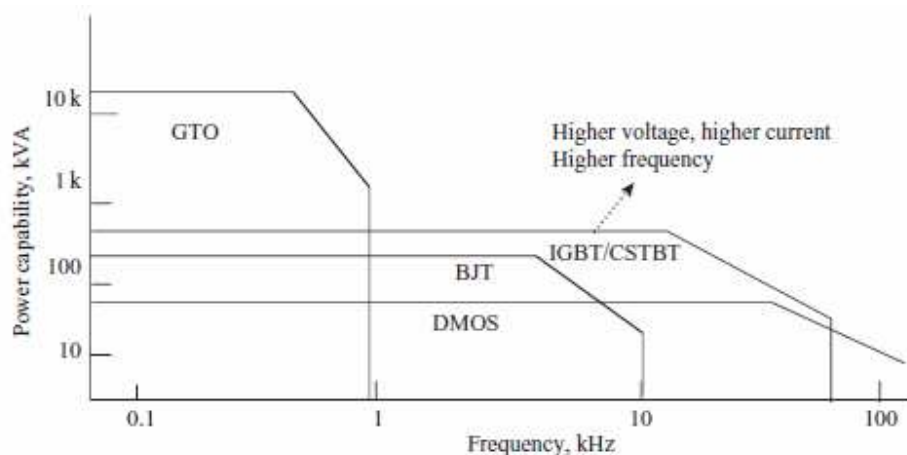 Power capability, kVA
10 k
1 k
100
10
GTO
Higher voltage, higher current
Higher frequency
IGBT/CSTBT
BJT
DMOS
0.1
1
10
100
Frequency, kHz